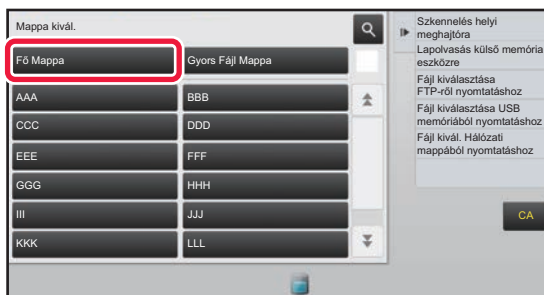 Mappa kivál.
Fő Mappa
Gyors Fájl Mappa
AAA
BBB
CCC
DDD
EEE
FFF
GGG
HHH
III
JJJ
KKK
LLL
Szkennelés helyi
meghajtóra
Lapolvasás külső memória
eszközre
Fájl kiválasztása
FTP-ről nyomtatáshoz
Fájl kiválasztása USB
memóriából nyomtatáshoz
Fájl kivál. Hálózati
mappából nyomtatáshoz
CA